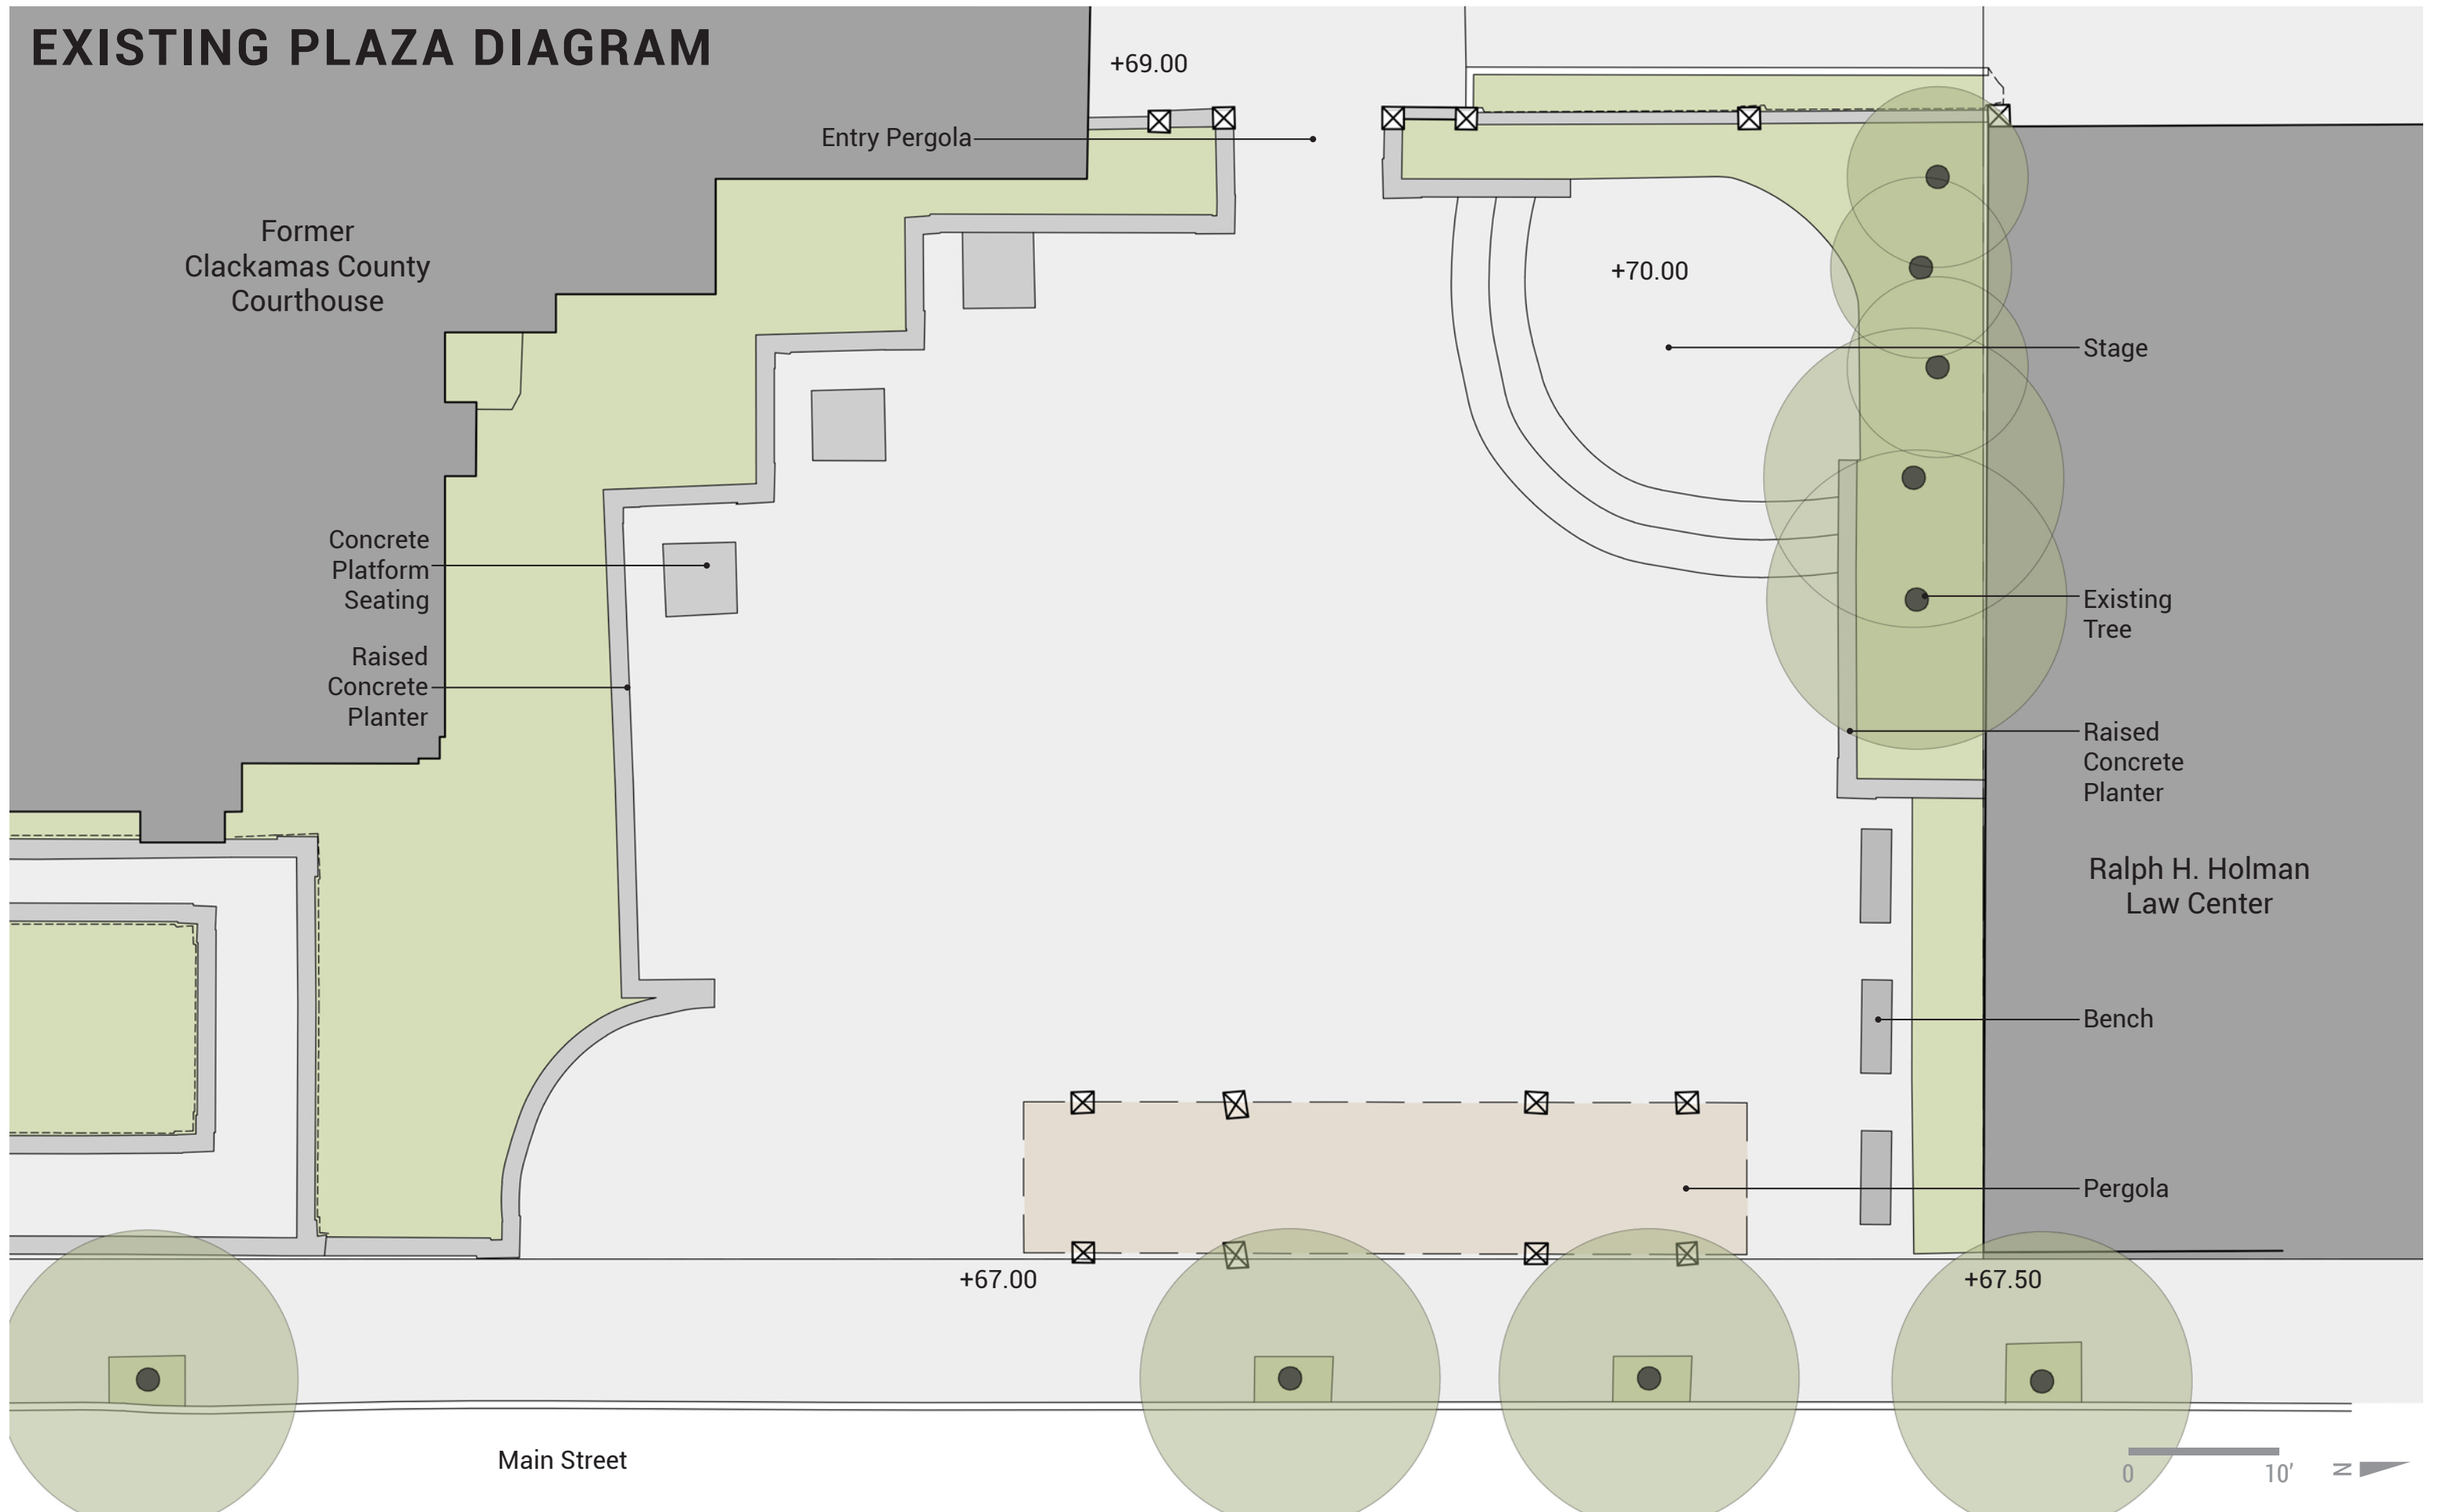 EXISTING PLAZA DIAGRAM
+69.00
Entry Pergola
Former
Clackamas County
Courthouse
+70.00
Stage
Concrete
Platform
Seating
Existing
Tree
Raised
Concrete
Planter
Raised
Concrete
Planter
Ralph H. Holman
Law Center
Bench
Pergola
+67.00
+67.50
Main Street
0
10’
N